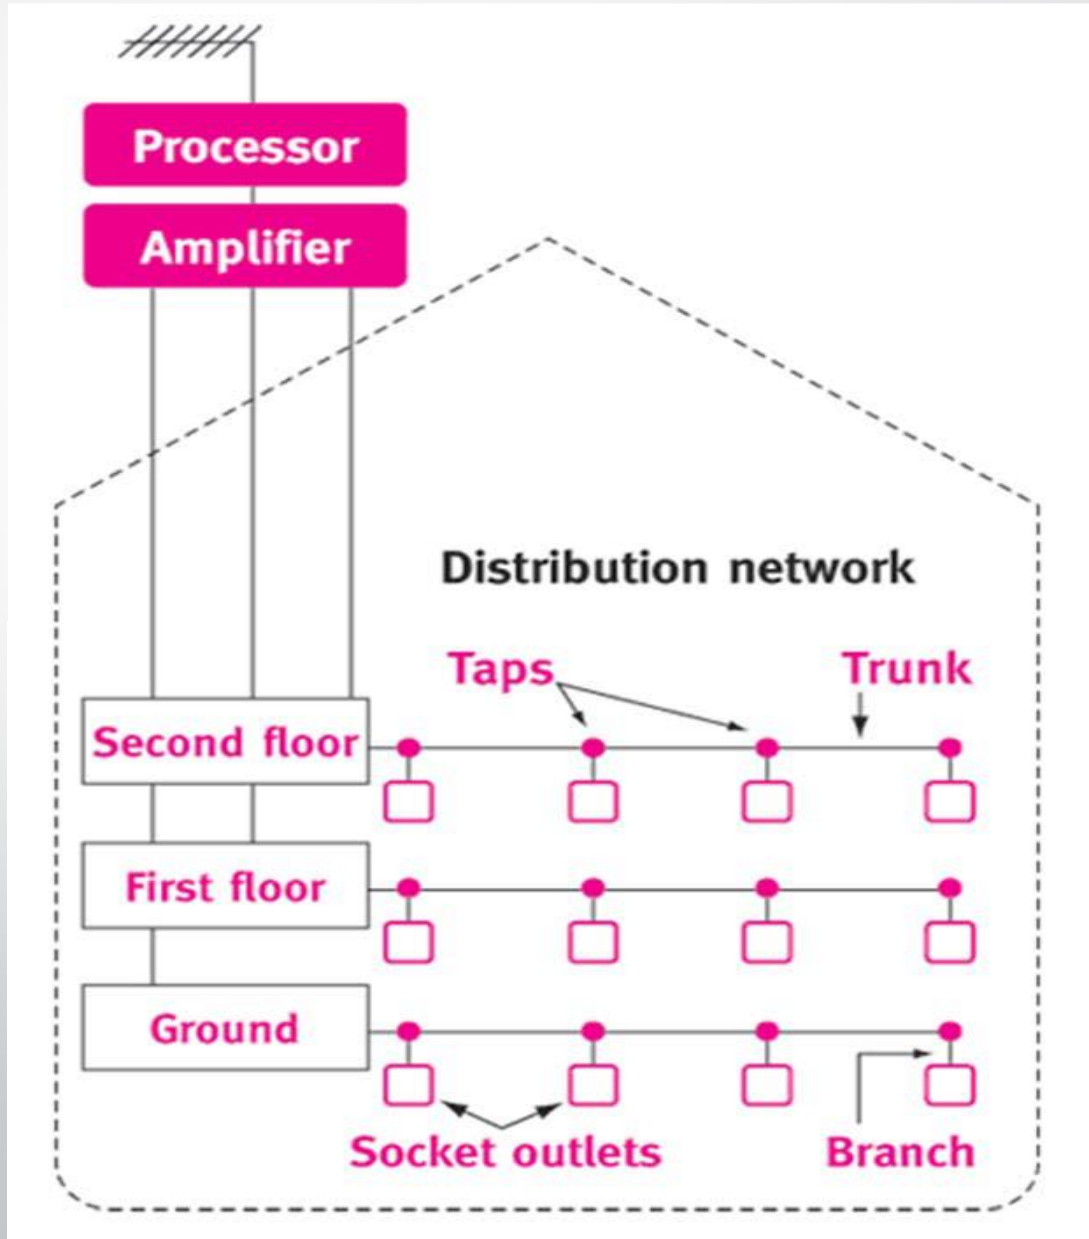 Processor
Amplifier
Distribution network
Taps
Trunk
Second floor
First floor
Ground
Socket outlets
Branch